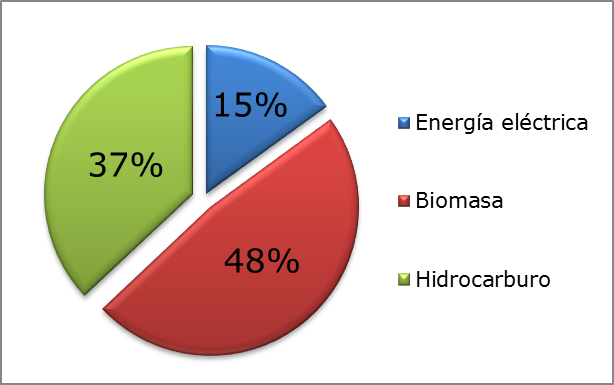 15%
37%
48%
Energía eléctrica
Biomasa
Hidrocarburo